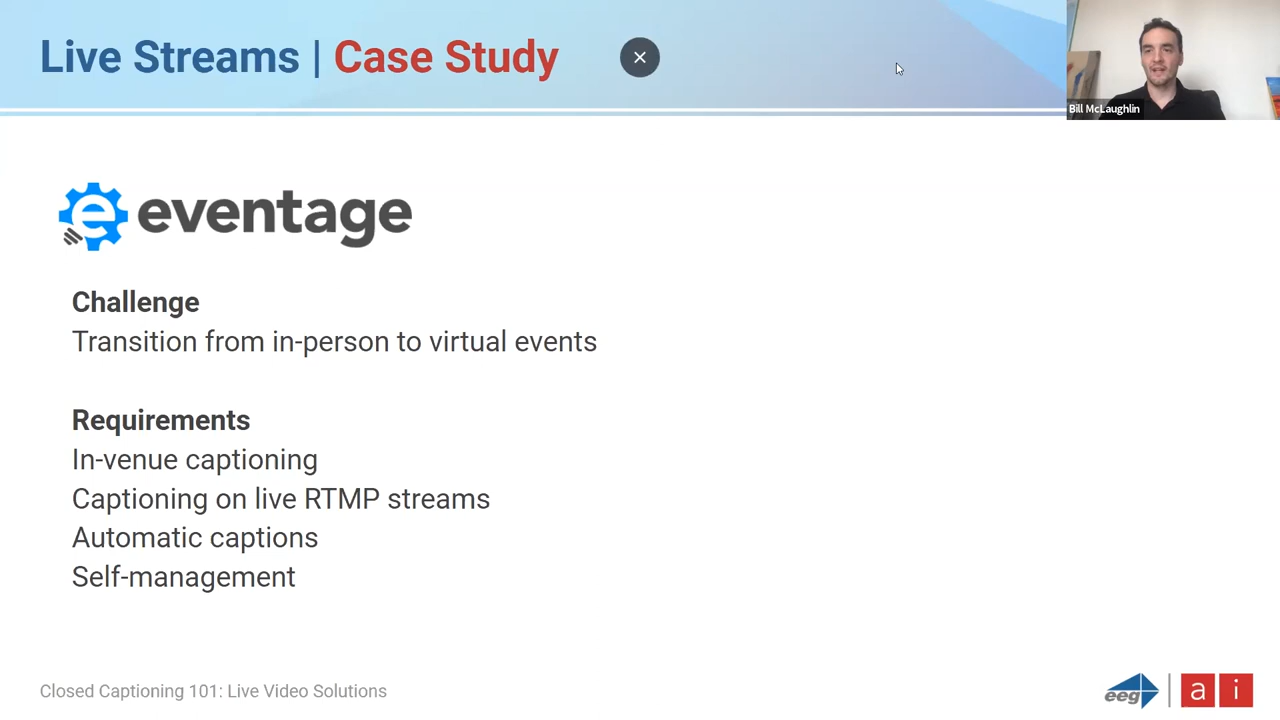 Live Streams | Case Study
Bill McLaughlin
eventage
Challenge
Transition from in-person to virtual events
Requirements
In-venue captioning
Captioning on live RTMP streams
Automatic captions
Self-management
Closed Captioning 101: Live Video Solutions
eeg | ai